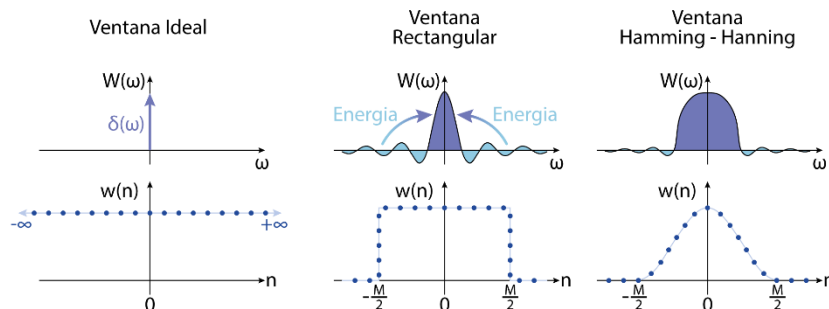 Ventana Ideal
Ventana
Rectangular
Ventana
Hamming - Hanning
W(ω)
δ(ω)
ω
W(ω)
Energia
Energia
ω
W(ω)
ω
w(n)
-∞
+∞
n
0
w(n)
-M/2
0
M/2
n
w(n)
-M/2
0
M/2
n